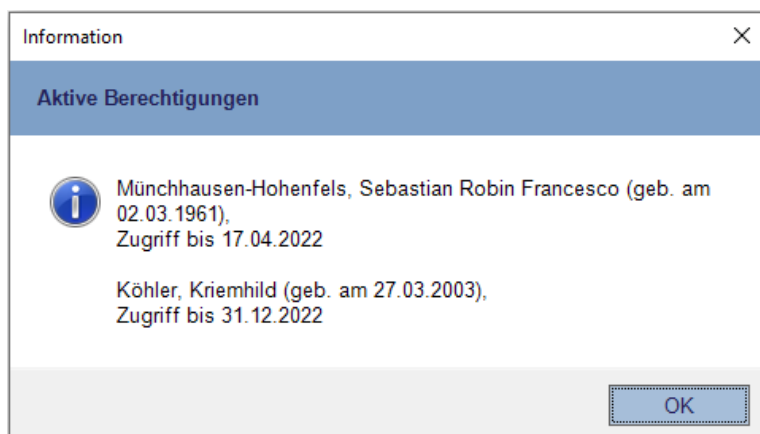 Information
Aktive Berechtigungen
Münchhausen-Hohenfels, Sebastian Robin Francesco (geb. am
02.03.1961),
Zugriff bis 17.04.2022
Köhler, Kriemhild (geb. am 27.03.2003),
Zugriff bis 31.12.2022
OK